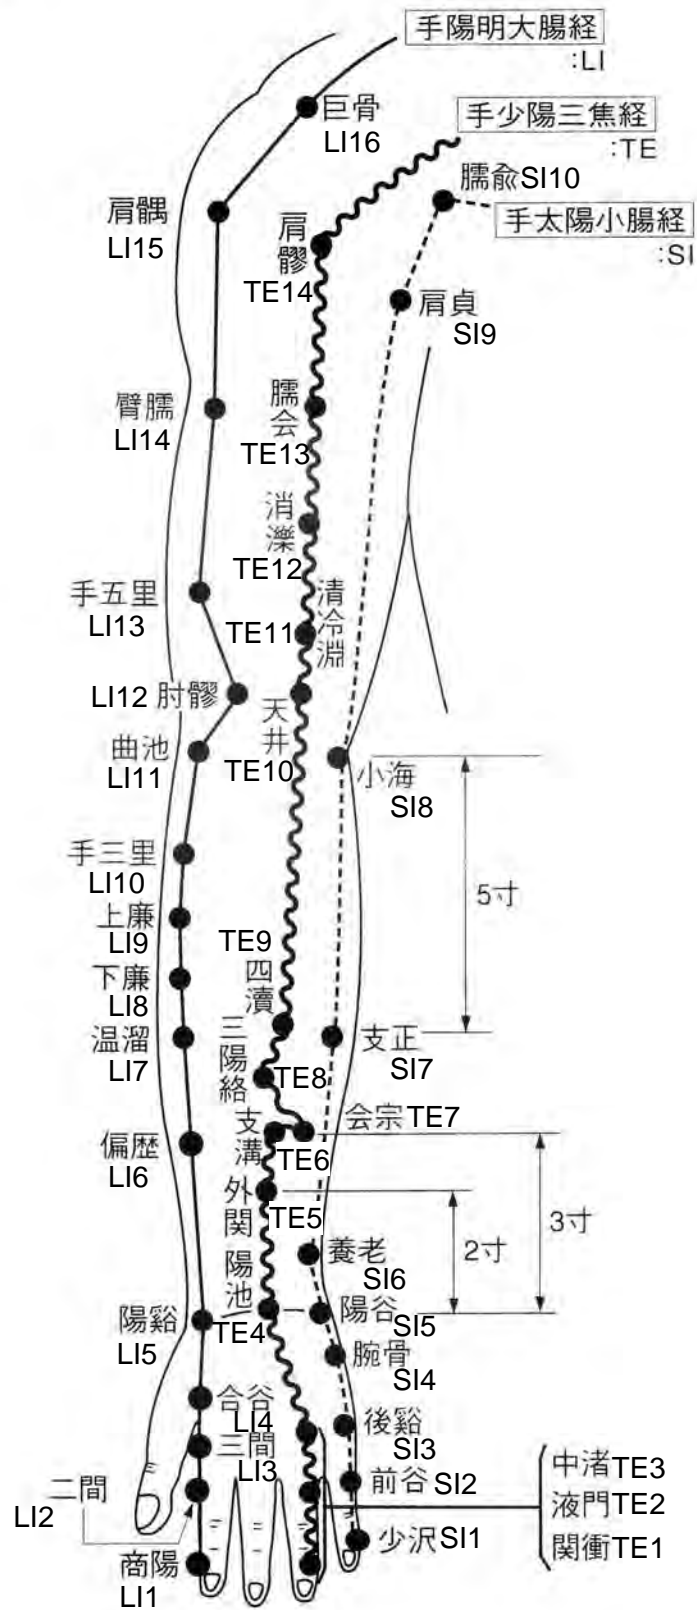 手陽明大腸経
:LI
巨骨
LI16
手少陽三焦経
:TE
臑兪SI10
手太陽小腸経
:SI
肩髃
LI15
肩髎
TE14
肩貞
SI9
臂臑
LI14
臑会
TE13
消濼
TE12
手五里
LI13
清冷淵
TE11
LI12 肘髎
天井
TE10
曲池
LI11
小海
SI8
手三里
LI10
5寸
上廉
LI9
TE9
四瀆
下廉
LI8
温溜
LI7
三陽絡
TE8
支正
SI7
会宗TE7
支溝
TE6
偏歴
LI6
外関
TE5
3寸
2寸
養老
SI6
陽池
TE4
陽谷
SI5
陽谿
LI5
腕骨
SI4
合谷
LI4
後谿
SI3
三間
LI3
二間
LI2
前谷 SI2
中渚TE3
液門TE2
関衝TE1
少沢SI1
商陽
LI1